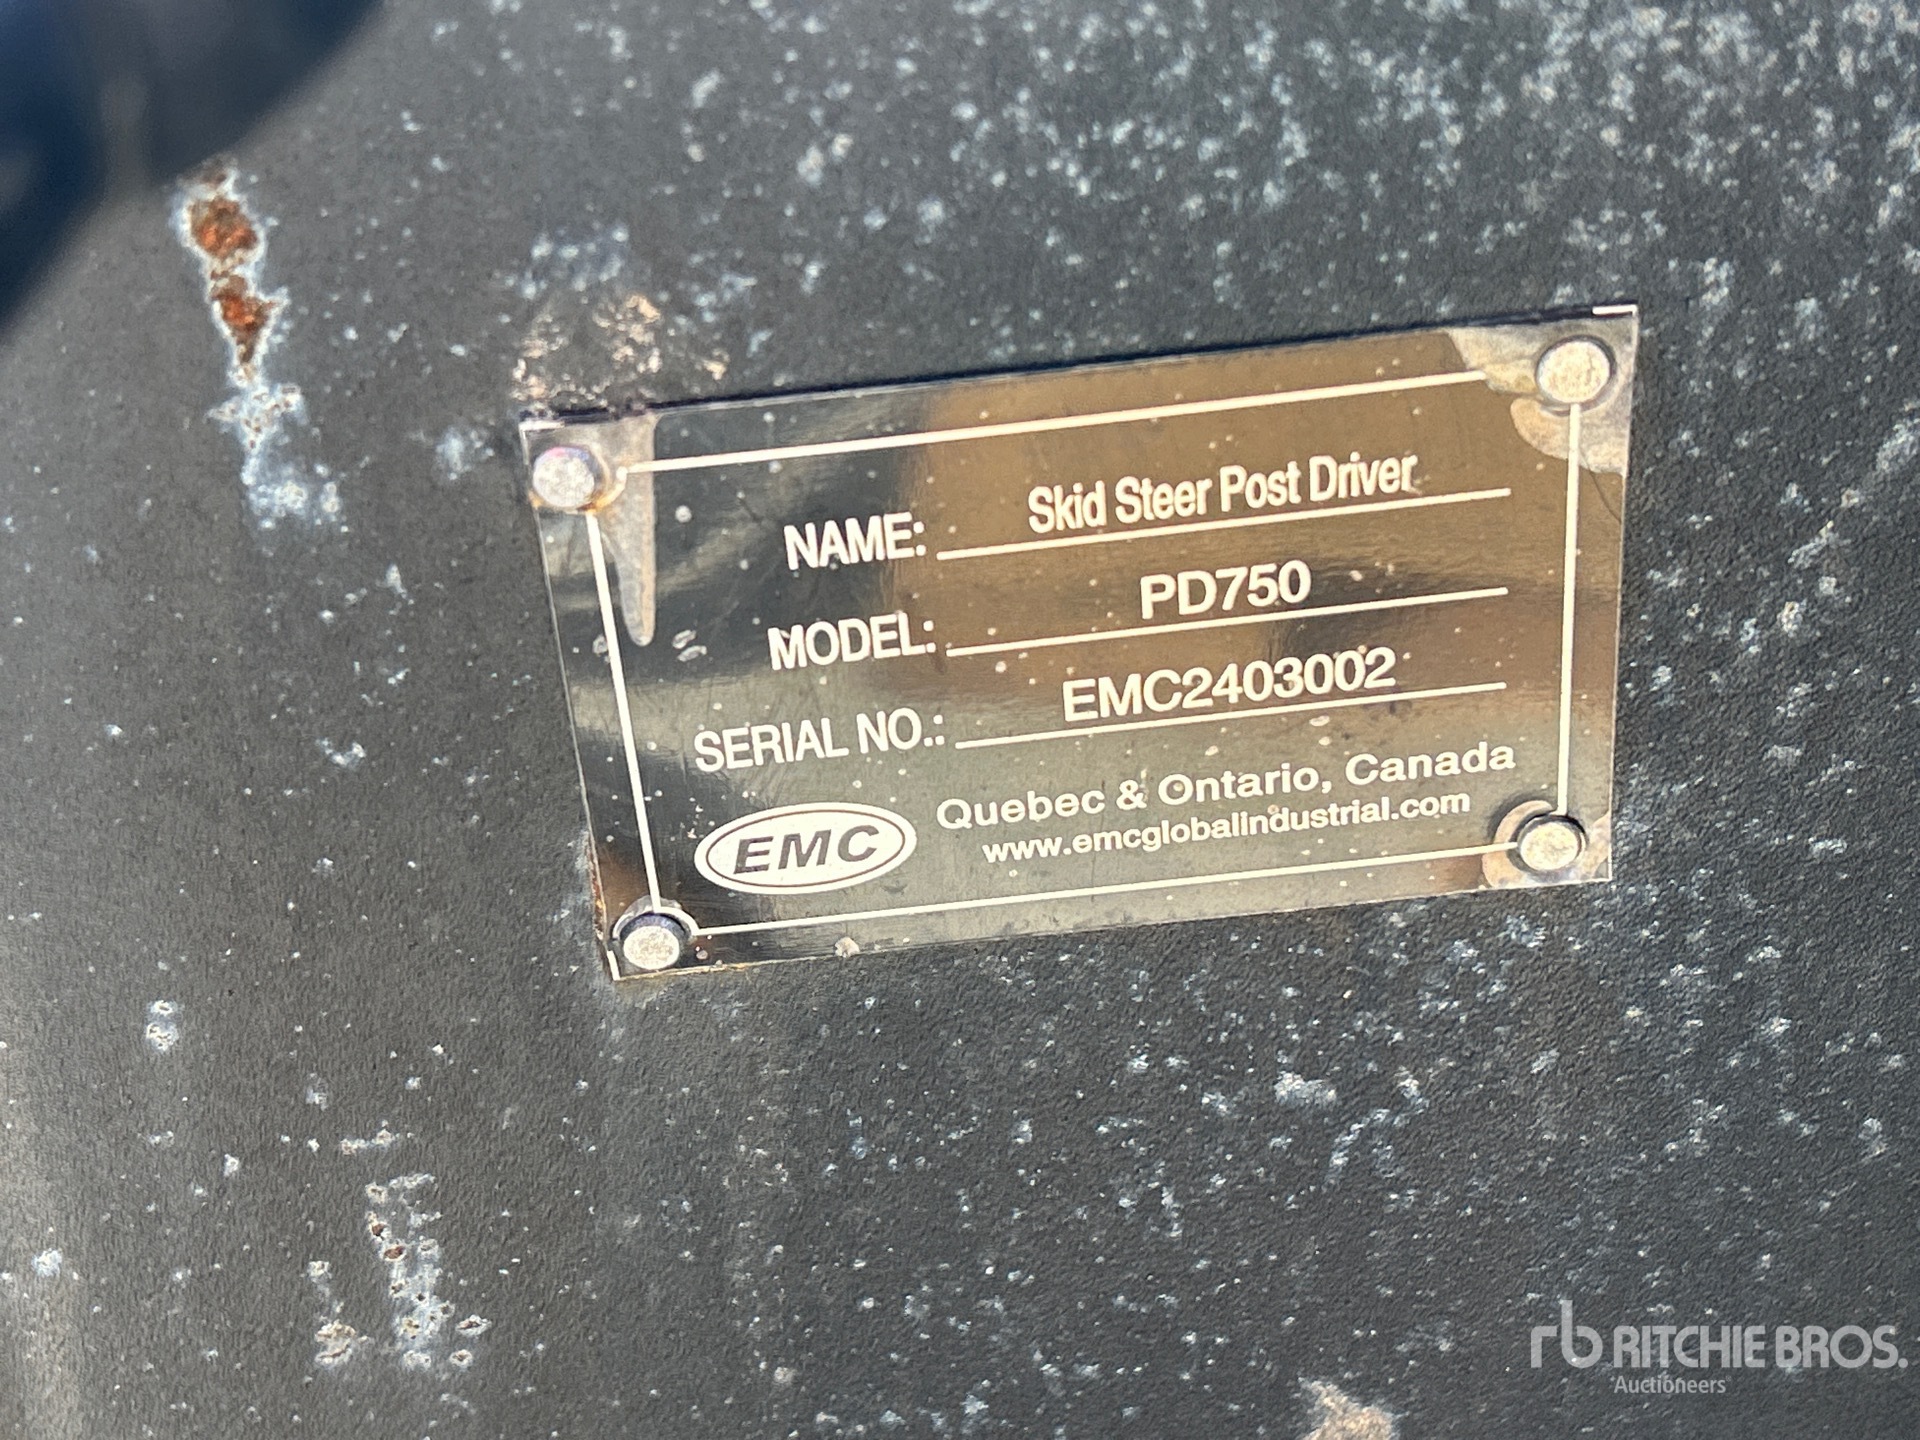 NAME: Skid Steer Post Driver
MODEL: PD750
SERIAL NO.: EMC2403002
EMC
Quebec & Ontario, Canada
www.emcglobalindustrial.com
rb RITCHIE BROS.
Auctioneers